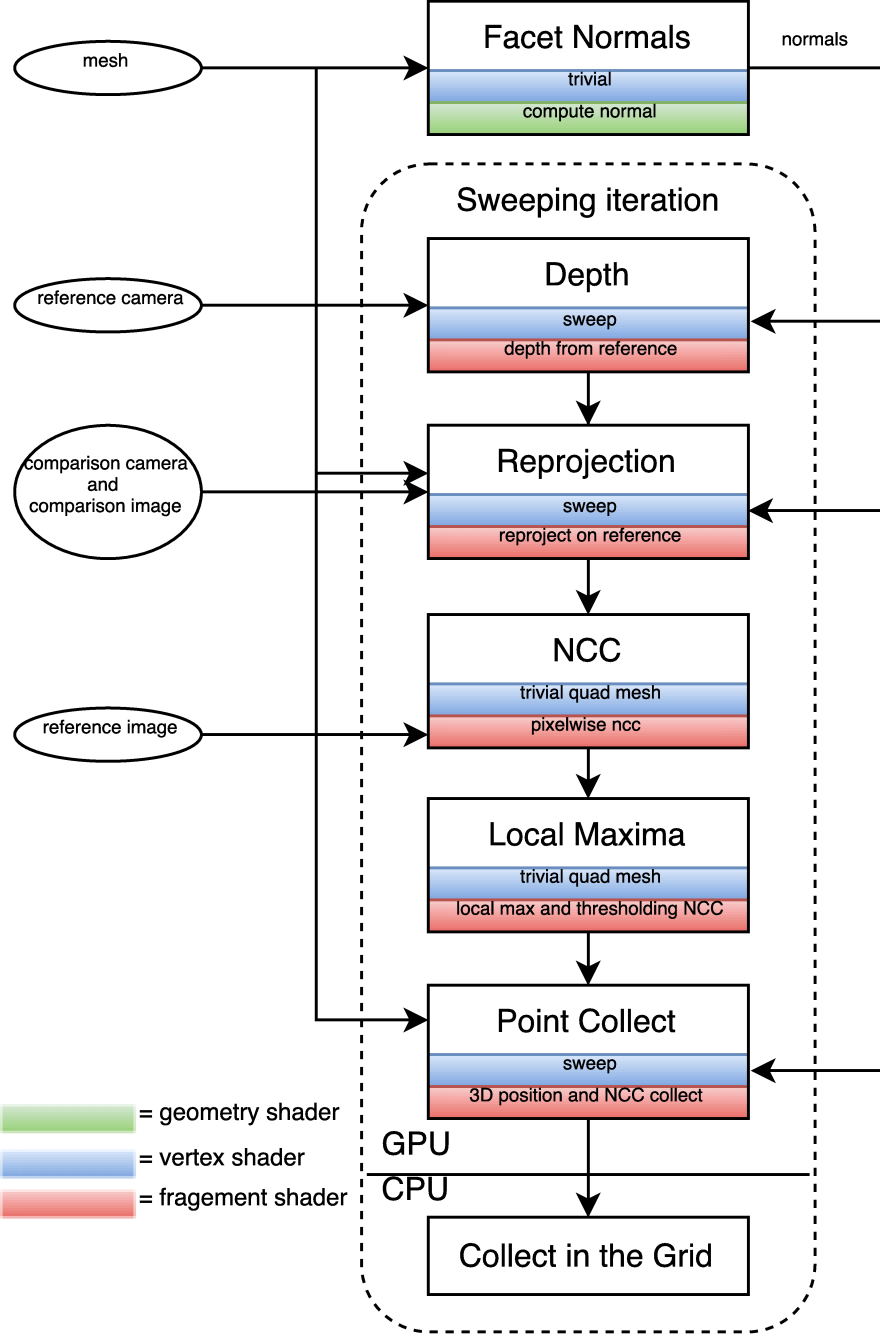 Facet Normals
normals
mesh
trivial
compute normal
Sweeping iteration
Depth
reference camera
sweep
depth from reference
Reprojection
comparison camera
and
comparison image
sweep
reproject on reference
NCC
trivial quad mesh
reference image
pixelwise ncc
Local Maxima
trivial quad mesh
local max and thresholding NCC
Point Collect
sweep
3D position and NCC collect
= geometry shader
= vertex shader
= fragement shader
GPU
CPU
Collect in the Grid